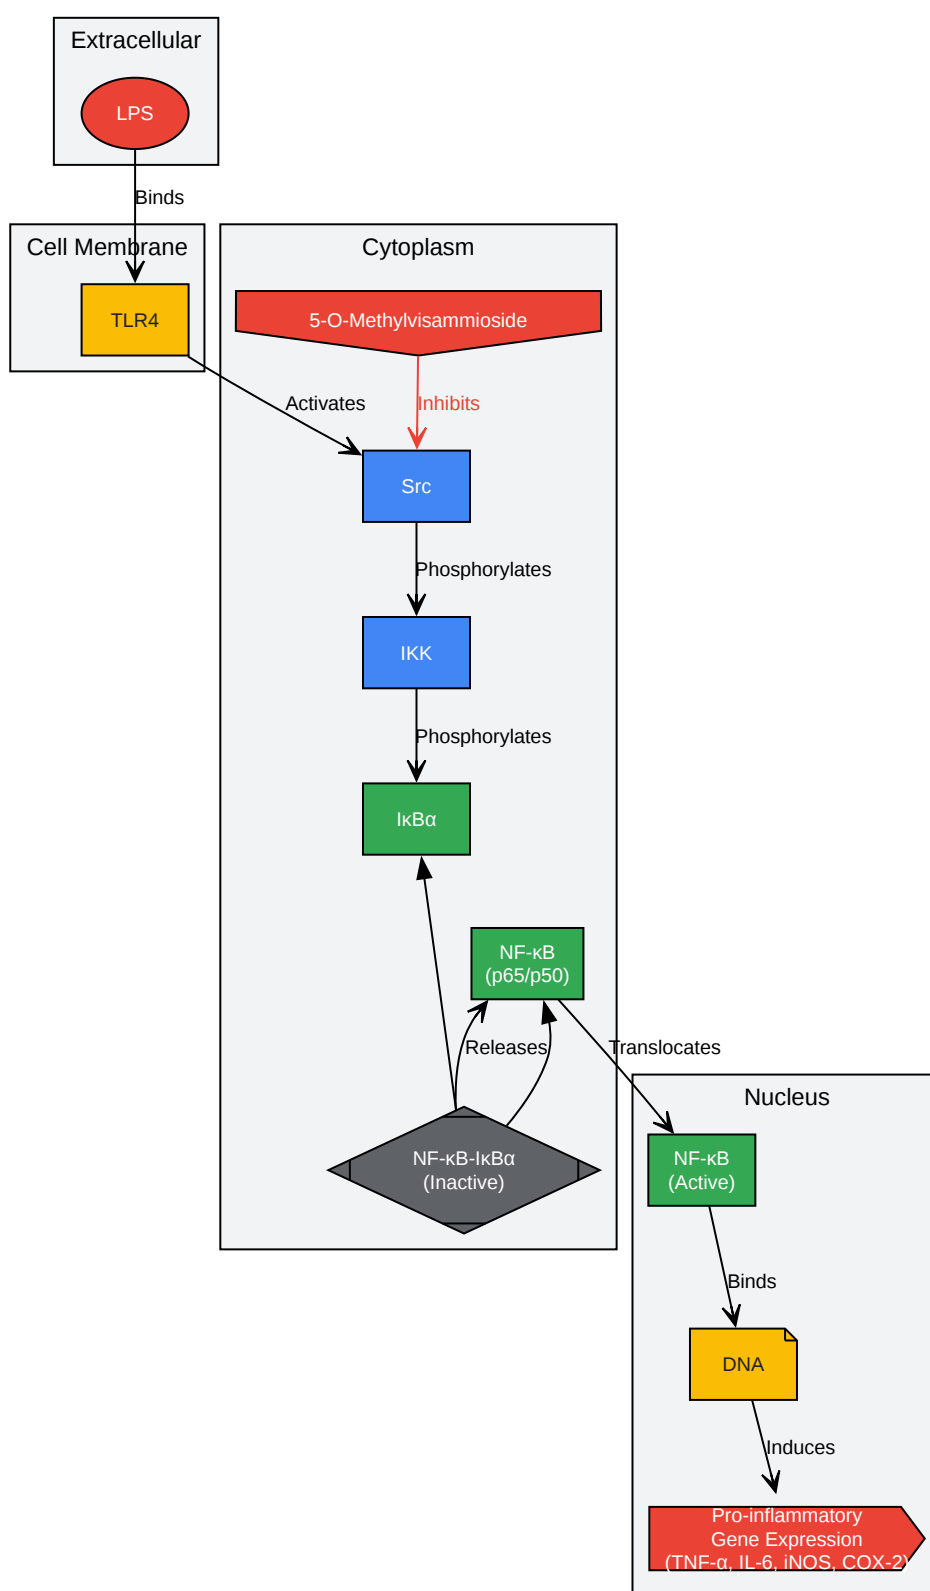 Extracellular
LPS
Binds
Cell Membrane
TLR4
Cytoplasm
5-O-Methylvisammioside
Activates
Inhibits
Src
Phosphorylates
IKK
Phosphorylates
IκBα
NF-κB
(p65/p50)
Releases
Translocates
NF-κB-IκBα
(Inactive)
Nucleus
NF-κB
(Active)
Binds
DNA
Induces
Pro-inflammatory
Gene Expression
(TNF-α, IL-6, iNOS, COX-2)